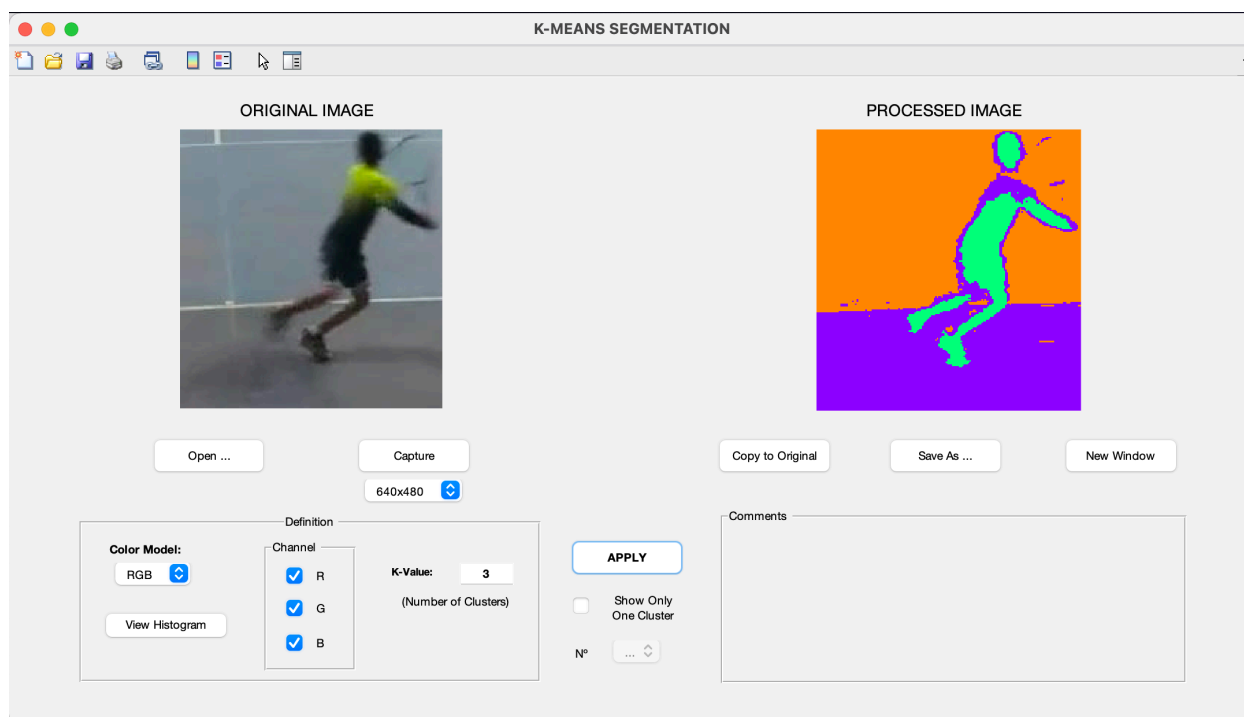 K-MEANS SEGMENTATION
ORIGINAL IMAGE
PROCESSED IMAGE
Open ...
Capture
640x480
Copy to Original
Save As ...
New Window
Definition
Color Model:
RGB
View Histogram
Channel
R
G
B
K-Value:
3
(Number of Clusters)
APPLY
Show Only
One Cluster
Nº
...
Comments